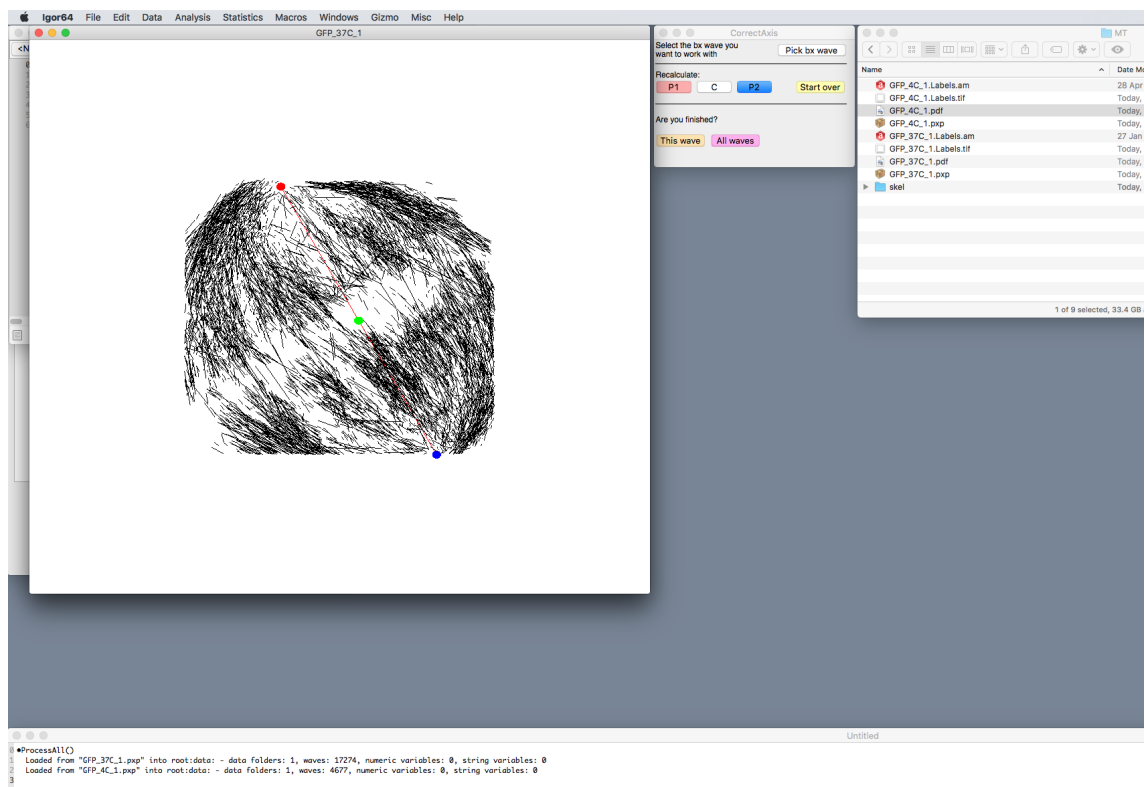 Igor64 File Edit Data Analysis Statistics Macros Windows Gizmo Misc Help
GFP_37C_1
<N
CorrectAxis
Select the bx wave you
want to work with
Pick bx wave
Recalculate:
P1 C P2 Start over
Are you finished?
This wave All waves
MT
Name Date Mo
GFP_4C_1.Labels.am 28 Apr
GFP_4C_1.Labels.tif Today,
GFP_4C_1.pdf Today,
GFP_4C_1.pxp Today,
GFP_37C_1.Labels.am 27 Jan
GFP_37C_1.Labels.tif Today,
GFP_37C_1.pdf Today,
GFP_37C_1.pxp Today,
skel Today,
1 of 9 selected, 33.4 GB
Untitled
0 •ProcessAll()
1 Loaded from "GFP_37C_1.pxp" into root:data: - data folders: 1, waves: 17274, numeric variables: 0, string variables: 0
2 Loaded from "GFP_4C_1.pxp" into root:data: - data folders: 1, waves: 4677, numeric variables: 0, string variables: 0
3